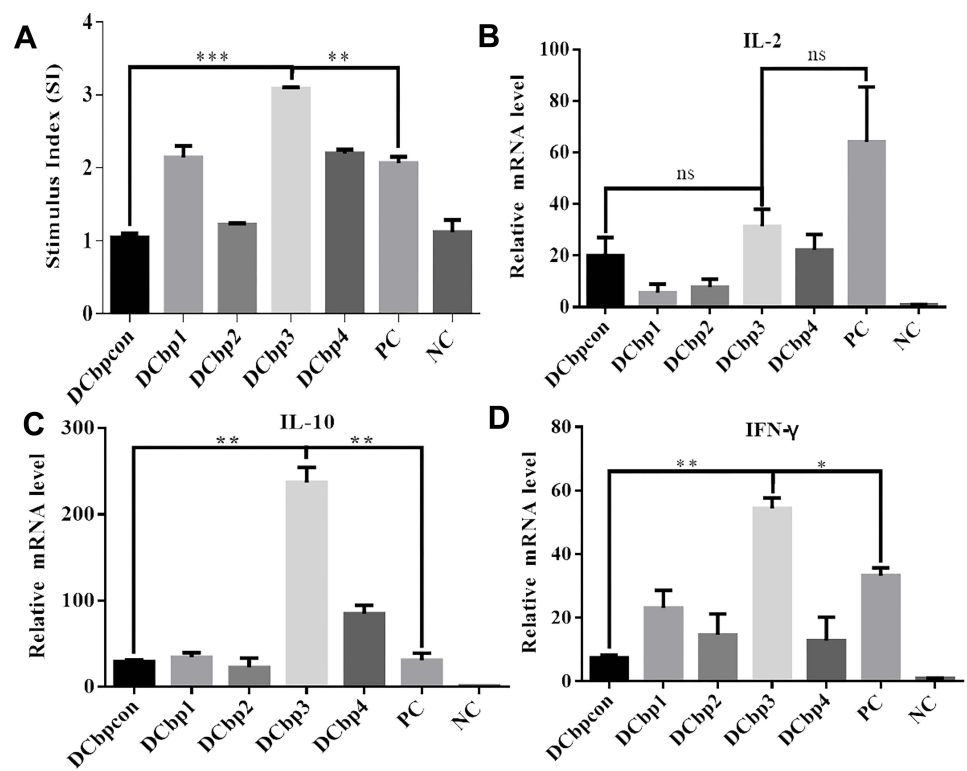 A
Stimulus Index (SI)
4
3
2
1
0
***
**
DCbpcon
DCbp1
DCbp2
DCbp3
DCbp4
PC
NC
B
IL-2
Relative mRNA level
100
80
60
40
20
0
ns
ns
DCbpcon
DCbp1
DCbp2
DCbp3
DCbp4
PC
NC
C
IL-10
Relative mRNA level
300
200
100
0
**
**
DCbpcon
DCbp1
DCbp2
DCbp3
DCbp4
PC
NC
D
IFN-γ
Relative mRNA level
80
60
40
20
0
**
*
DCbpcon
DCbp1
DCbp2
DCbp3
DCbp4
PC
NC